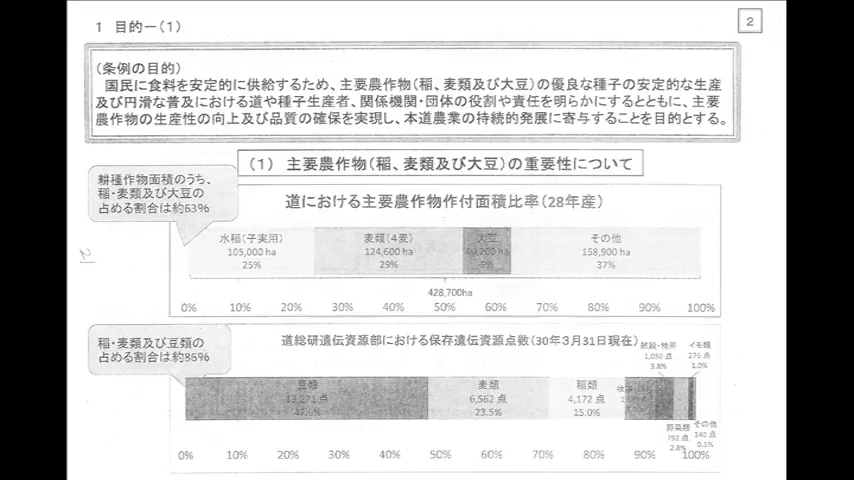 2
1 目的－(1)
(条例の目的)
国民に食料を安定的に供給するため、主要農作物(稲、麦類及び大豆)の優良な種子の安定的な生産
及び円滑な普及における道や種子生産者、関係機関・団体の役割や責任を明らかにするとともに、主要
農作物の生産性の向上及び品質の確保を実現し、本道農業の持続的発展に寄与することを目的とする。
(1) 主要農作物(稲、麦類及び大豆)の重要性について
耕種作物面積のうち、
稲・麦類及び大豆の
占める割合は約63%
道における主要農作物作付面積比率(28年産)
水稲(子実用) 麦類(4麦) 大豆 その他
105,000 ha 124,600 ha 40,200 ha 158,900 ha
25% 29% 9% 37%
428,700ha
0% 10% 20% 30% 40% 50% 60% 70% 80% 90% 100%
21
稲・麦類及び豆類の
占める割合は約86%
道総研遺伝資源部における保存遺伝資源点数(30年3月31日現在)
雑穀・特用 イモ類
1,050 点 276 点
3.8% 1.0%
豆類 麦類 稲類
13,271 点 6,562 点 4,172 点
47.6% 23.5% 15.0%
野菜類 その他
792 点 140 点
2.8% 0.5%
0% 10% 20% 30% 40% 50% 60% 70% 80% 90% 100%